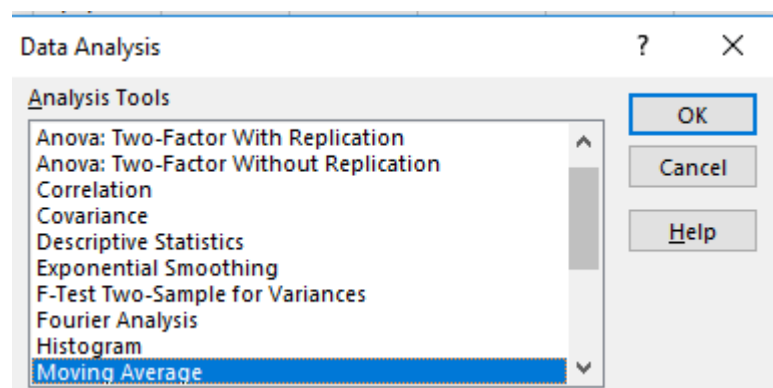 Data Analysis
?
Analysis Tools
OK
Anova: Two-Factor With Replication
Anova: Two-Factor Without Replication
Cancel
Correlation
Covariance
Help
Descriptive Statistics
Exponential Smoothing
F-Test Two-Sample for Variances
Fourier Analysis
Histogram
Moving Average